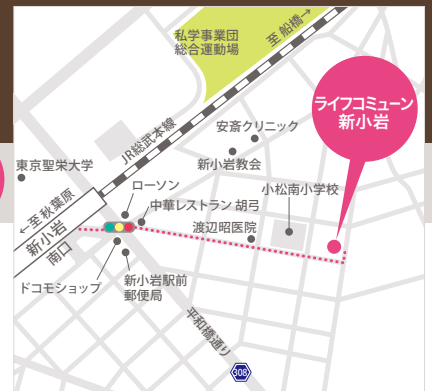 私学事業団
総合運動場
至 船橋→
ライフコミューン
新小岩
JR総武本線
安斎クリニック
新小岩教会
東京聖栄大学
ローソン
小松南小学校
←至 秋葉原
中華レストラン 胡弓
新小岩
南口
渡辺昭医院
ドコモショップ
新小岩駅前
郵便局
平和橋通り
308